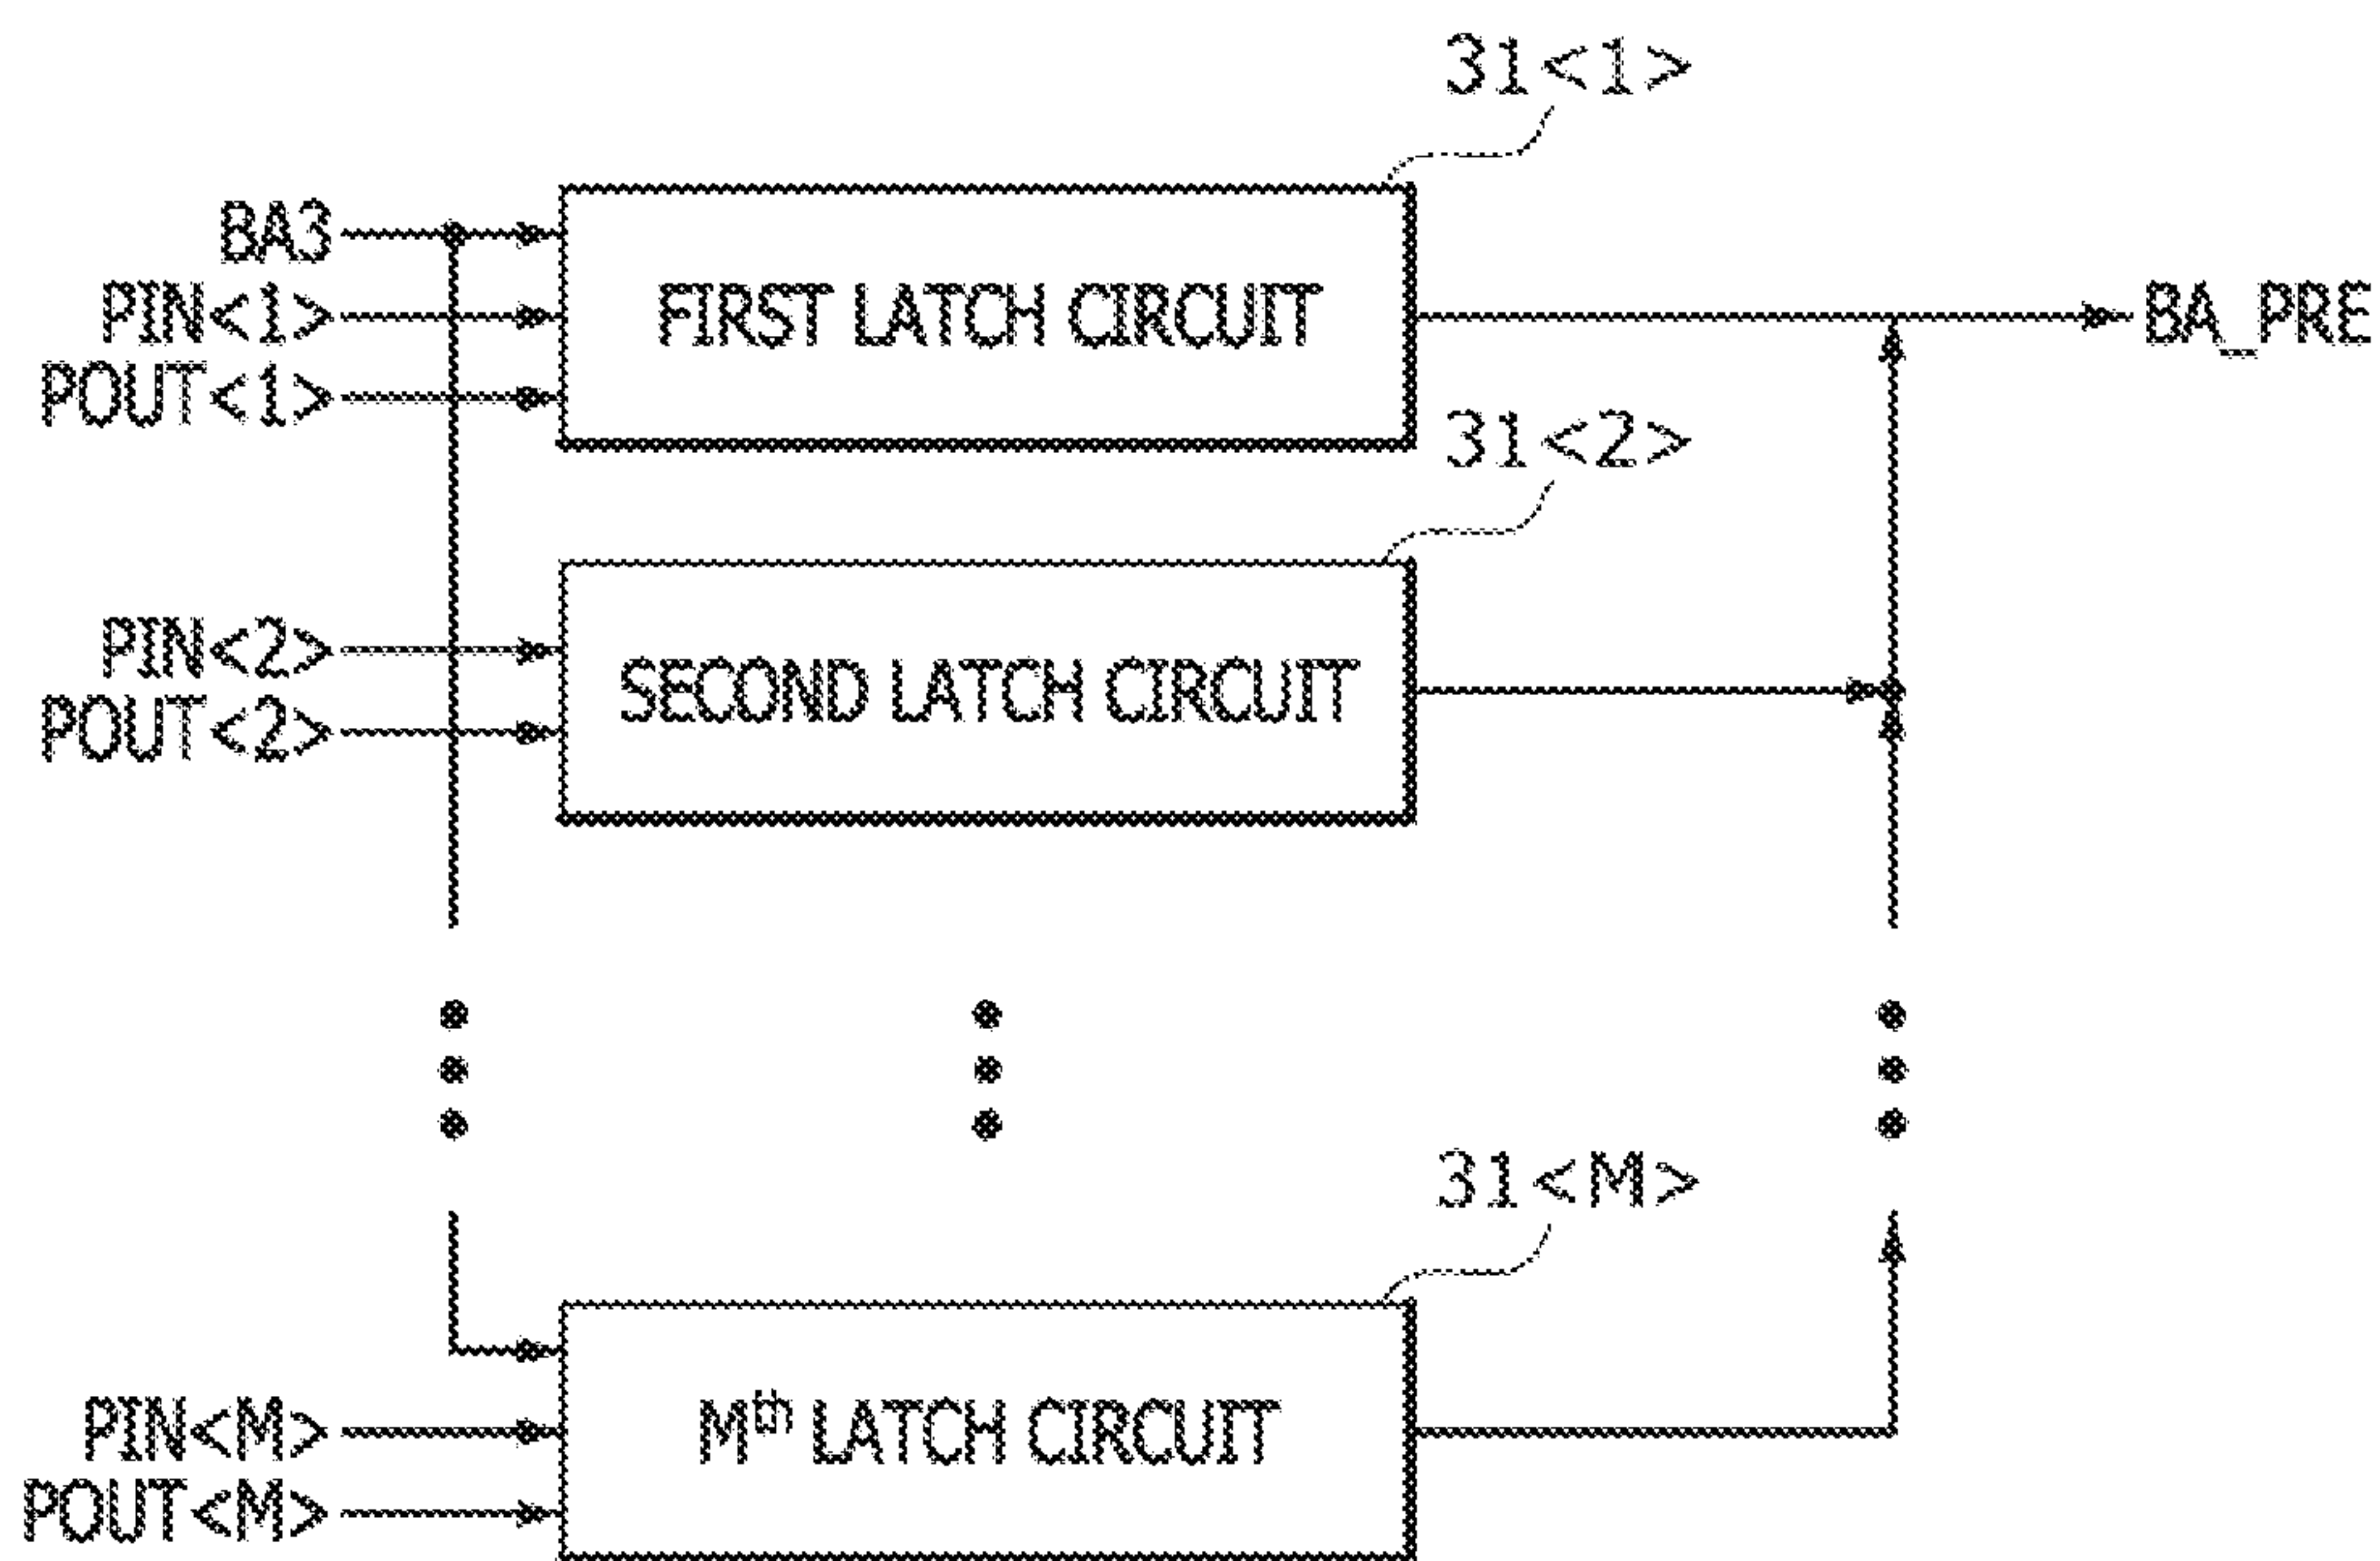 31<1>
BA3
PIN<1>
POUT<1>
FIRST LATCH CIRCUIT
BA_PRE
31<2>
PIN<2>
POUT<2>
SECOND LATCH CIRCUIT
31<M>
PIN<M>
POUT<M>
Mth LATCH CIRCUIT